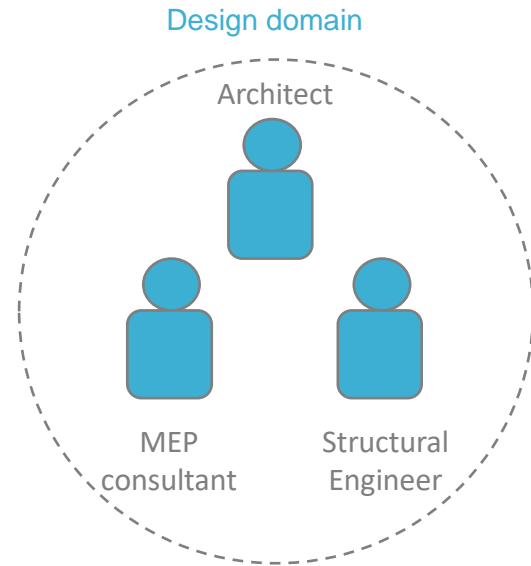 Design domain
Architect
MEP
consultant
Structural
Engineer